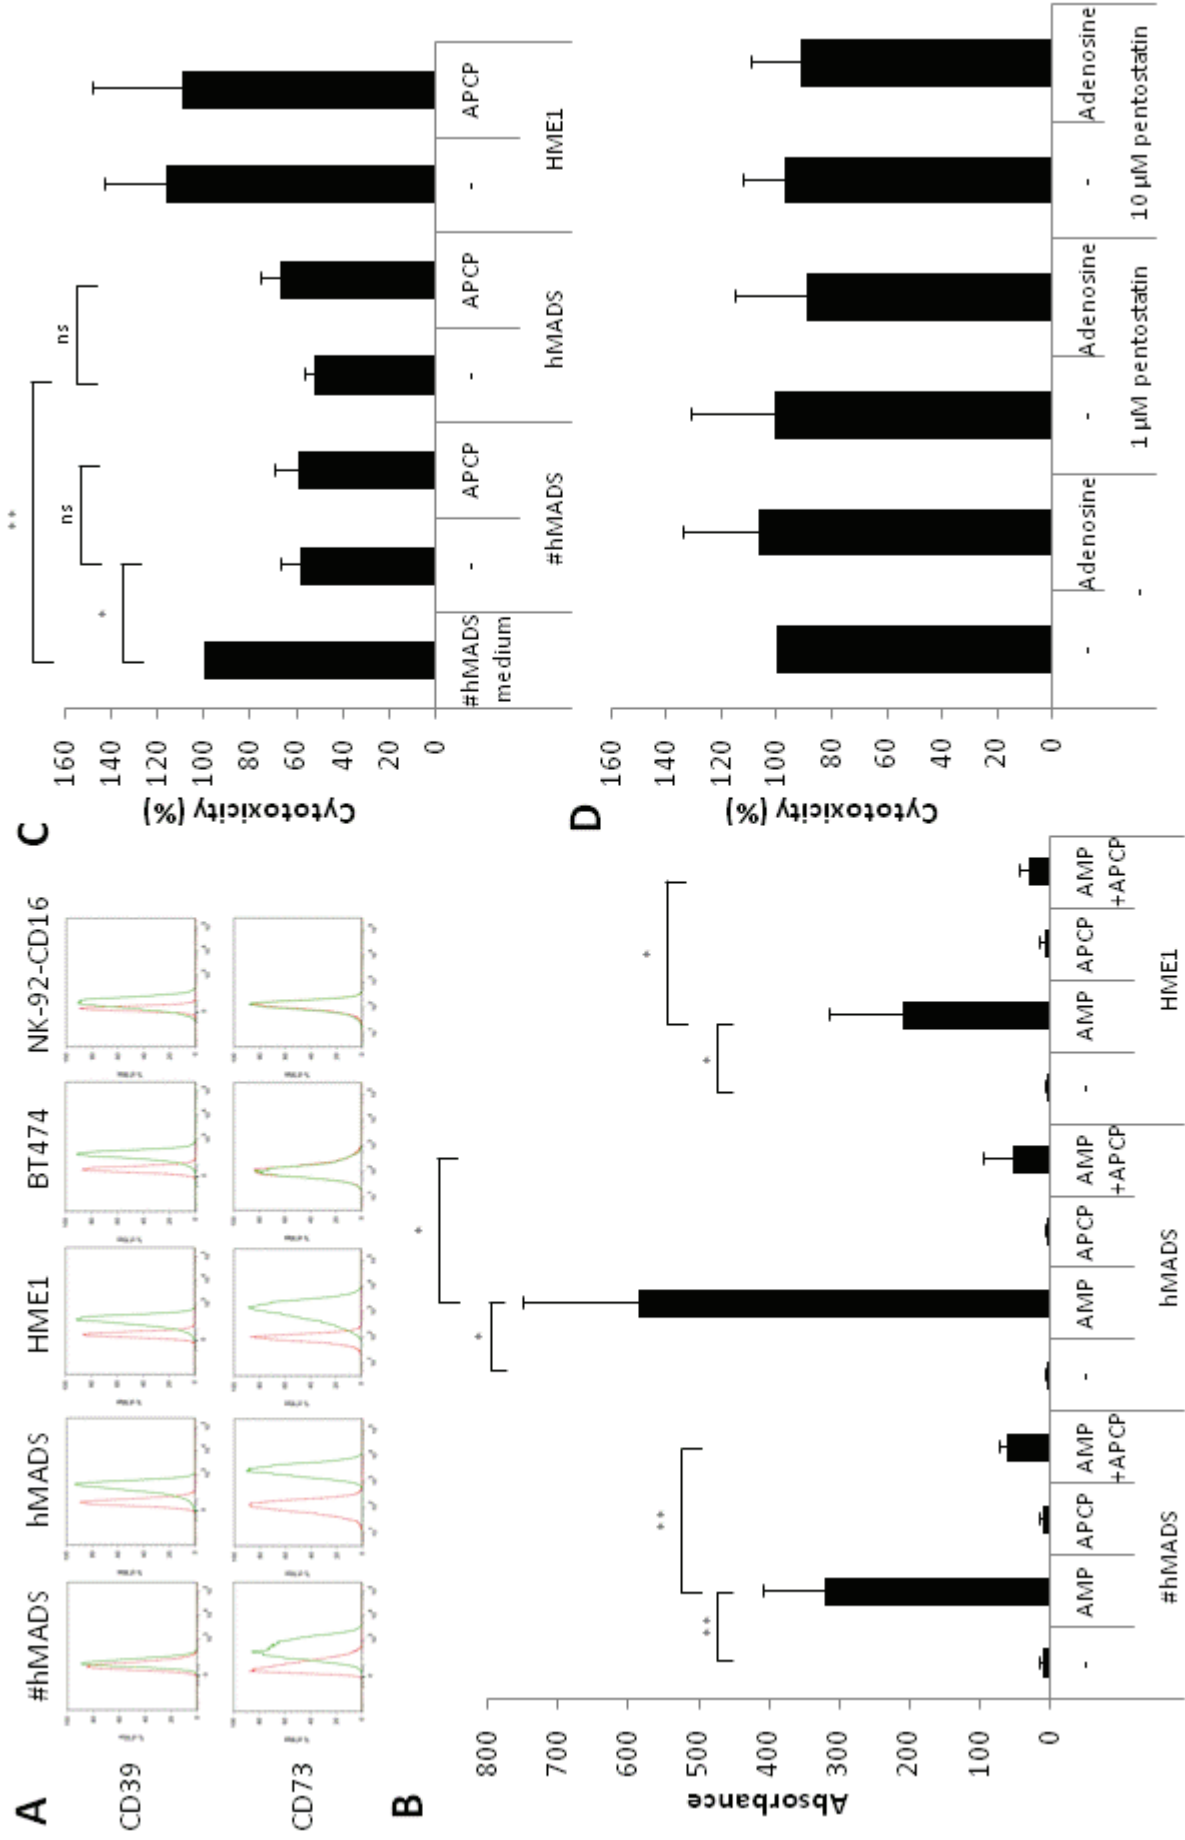 A
#hMADS hMADS HME1 BT474 NK-92-CD16
CD39
CD73
B
Absorbance
800
700
600
500
400
300
200
100
0
- AMP APCP AMP +APCP - AMP APCP AMP +APCP - AMP APCP AMP +APCP
#hMADS hMADS HME1
** ** * * * *
C
Cytotoxicity (%)
160
140
120
100
80
60
40
20
0
** * ns ns
#hMADS medium - APCP - APCP - APCP
#hMADS hMADS HME1
D
Cytotoxicity (%)
160
140
120
100
80
60
40
20
0
- Adenosine - Adenosine - Adenosine
- 1 µM pentostatin 10 µM pentostatin